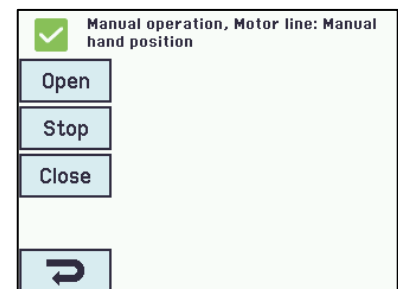 Manual operation, Motor line: Manual
hand position
Open
Stop
Close